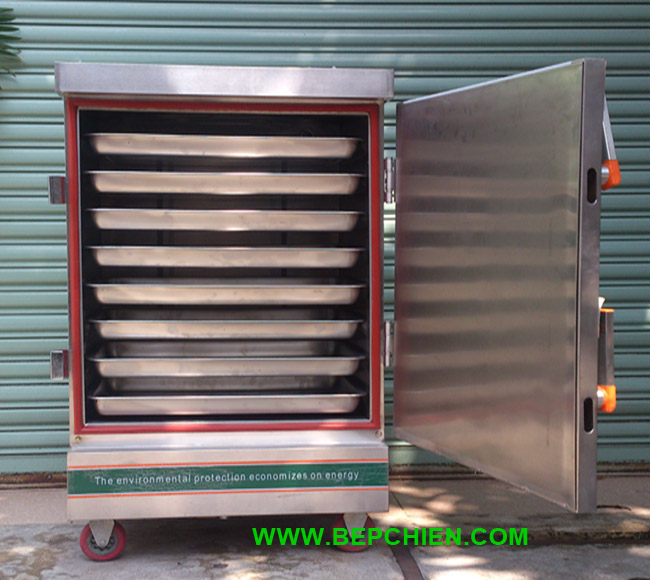 The environmental protection economizes on energy
WWW.BEPCHIEN.COM